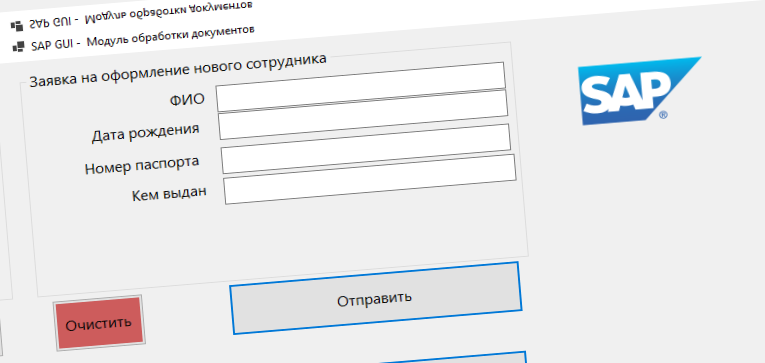 SAP GUI - Модуль обработки документов
SAP GUI - Модуль обработки документов
Заявка на оформление нового сотрудника
ФИО
Дата рождения
Номер паспорта
Кем выдан
SAP®
Очистить
Отправить